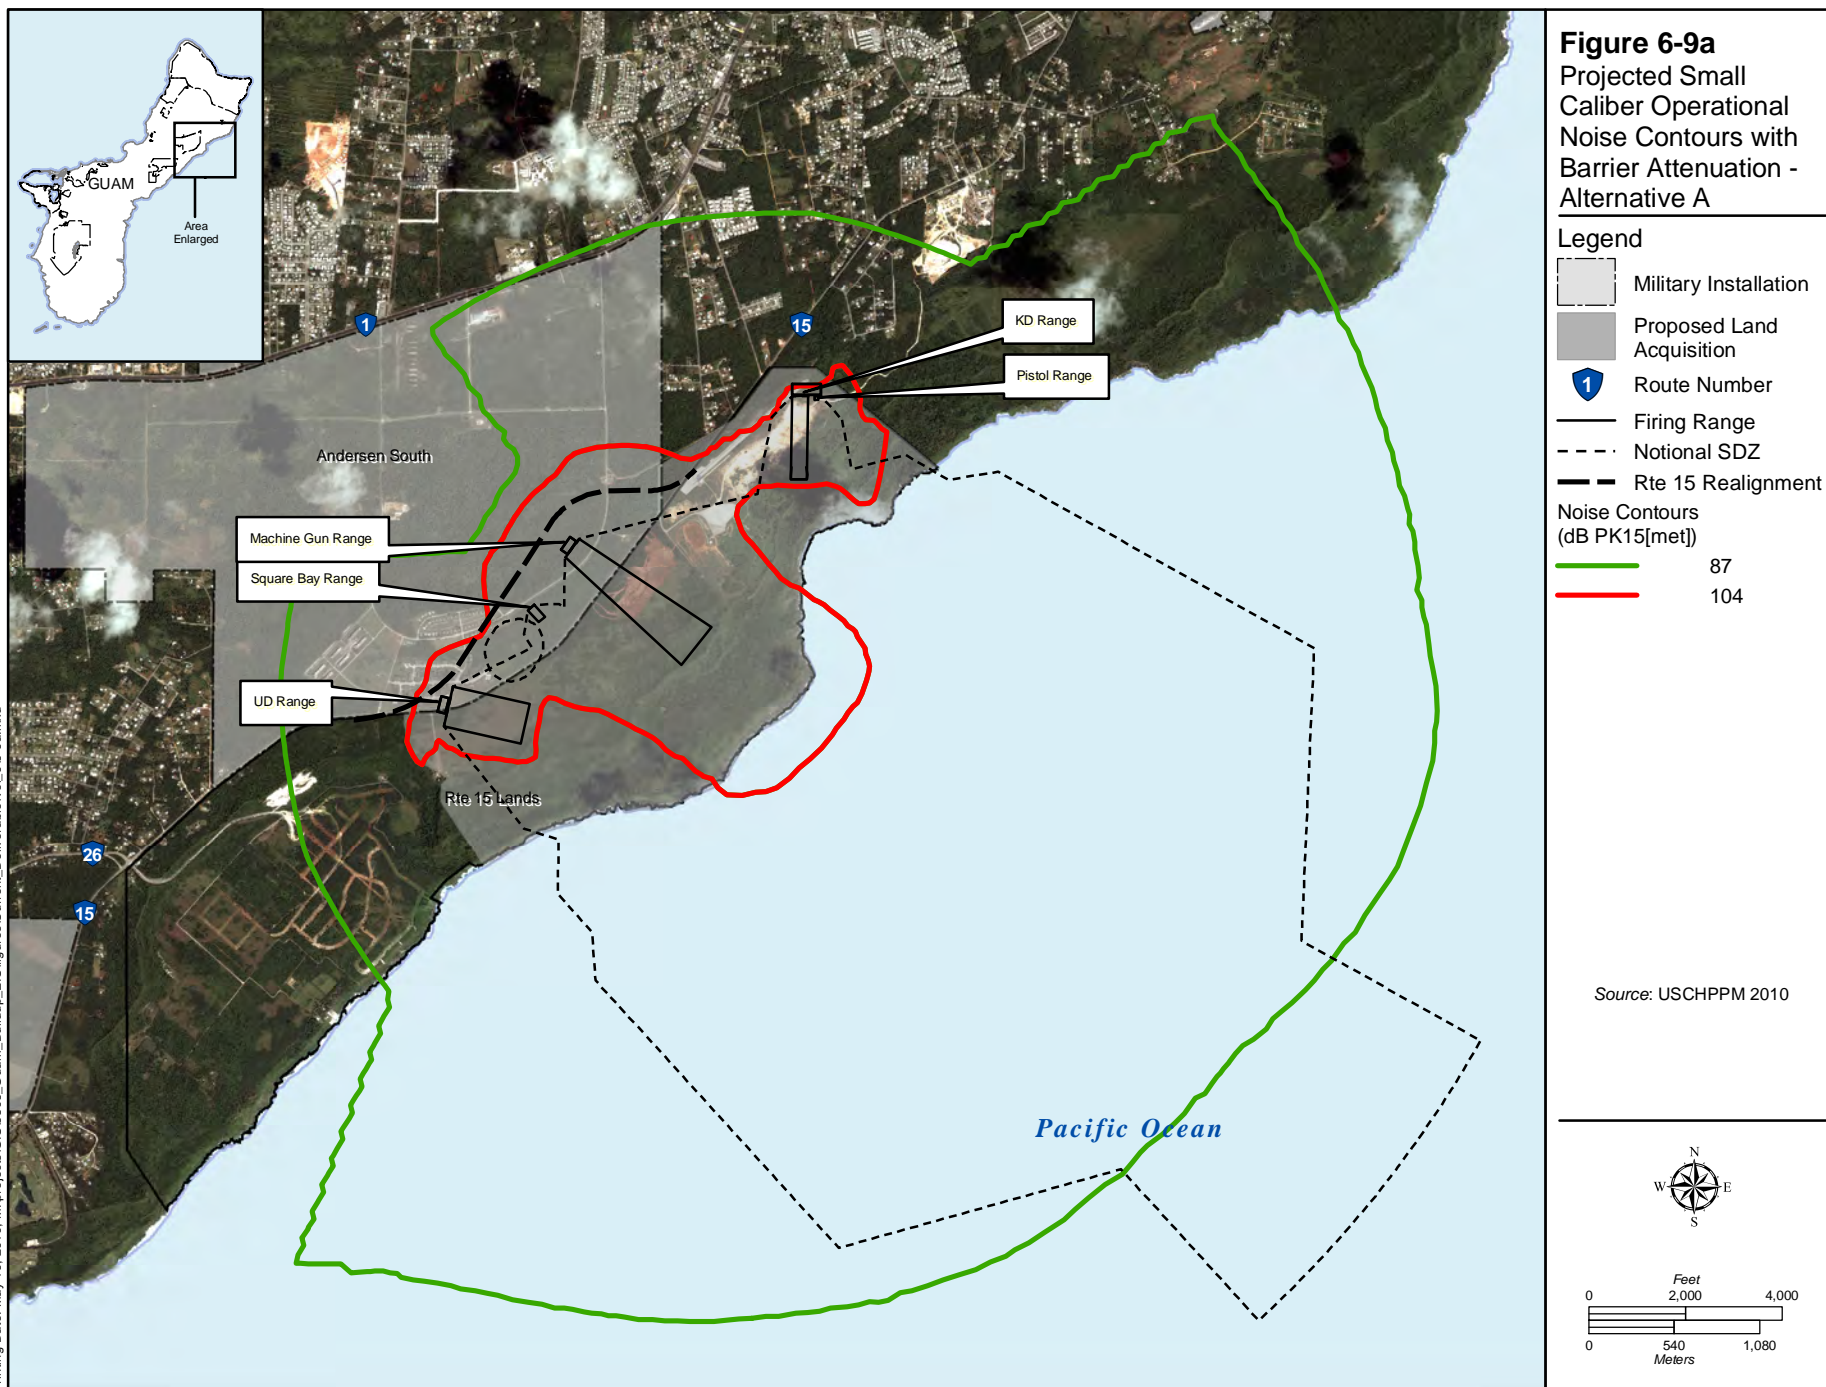 Figure 6-9a
Projected Small
Caliber Operational
Noise Contours with
Barrier Attenuation -
Alternative A
Legend
Military Installation
Proposed Land
Acquisition
1
Route Number
Firing Range
Notional SDZ
Rte 15 Realignment
Noise Contours
(dB PK15[met])
87
104
Source: USCHPPM 2010
N
W E
S
Feet
0 2,000 4,000
0 540 1,080
Meters
GUAM
Area
Enlarged
1
15
KD Range
Pistol Range
Andersen South
Machine Gun Range
Square Bay Range
UD Range
Rte 15 Lands
26
15
Pacific Ocean